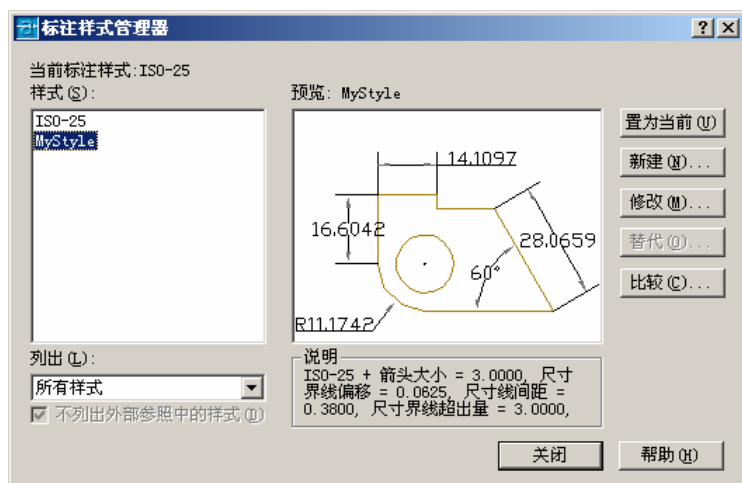 标注样式管理器
当前标注样式:ISO-25
样式(S):
ISO-25
MyStyle
列出(L):
所有样式
不列出外部参照中的样式(D)
预览: MyStyle
14.1097
16.6042
28.0659
60°
R11.1742
说明
ISO-25 + 箭头大小 = 3.0000, 尺寸
界线偏移 = 0.0625, 尺寸线间距 =
0.3800, 尺寸界线超出量 = 3.0000,
置为当前(U)
新建(N)...
修改(M)...
替代(O)...
比较(C)...
关闭
帮助(H)